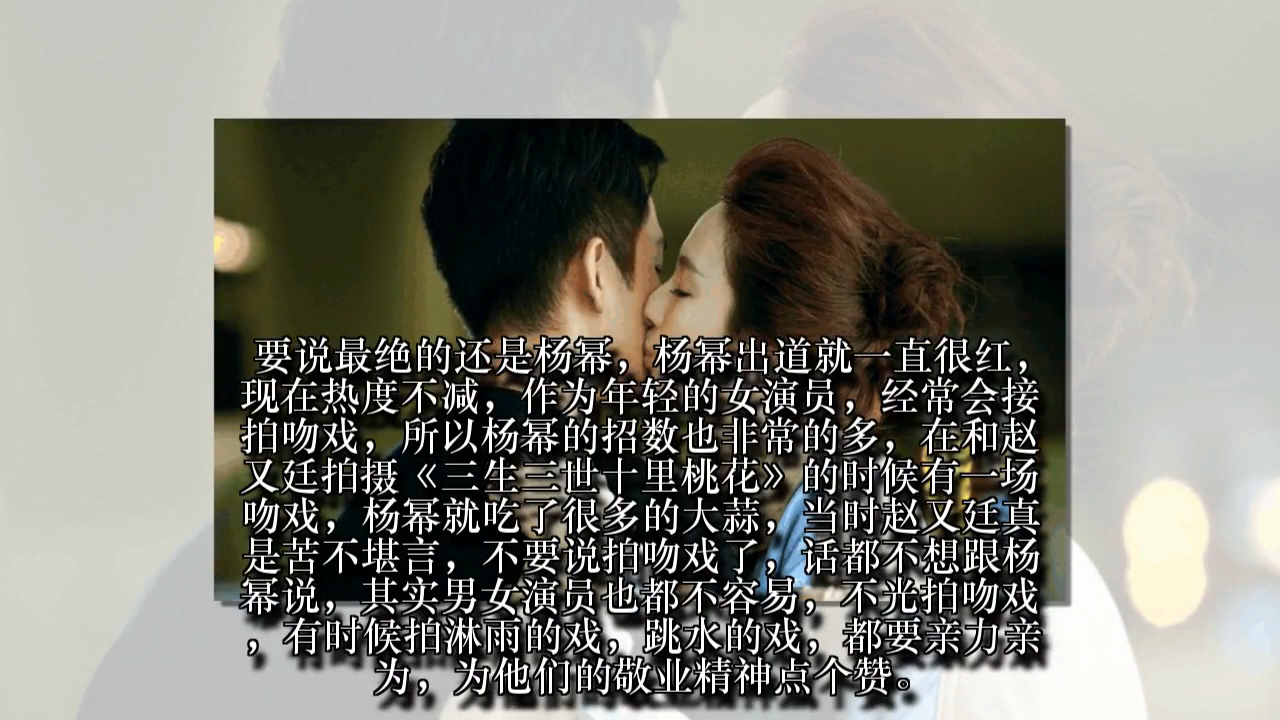 要说最绝的还是杨幂，杨幂出道就一直很红，
现在热度不减，作为年轻的女演员，经常会接
拍吻戏，所以杨幂的招数也非常的多，在和赵
又廷拍摄《三生三世十里桃花》的时候有一场
吻戏，杨幂就吃了很多的大蒜，当时赵又廷真
是苦不堪言，不要说拍吻戏了，话都不想跟杨
幂说，其实男女演员也都不容易，不光拍吻戏
，有时候拍淋雨的戏，跳水的戏，都要亲力亲
为，为他们的敬业精神点个赞。